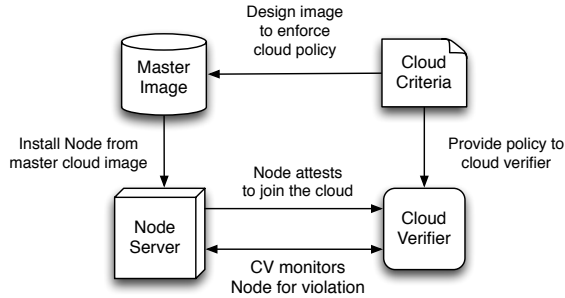 Design image
to enforce
cloud policy
Master
Image
Cloud
Criteria
Install Node from
master cloud image
Provide policy to
cloud verifier
Node attests
to join the cloud
Node
Server
Cloud
Verifier
CV monitors
Node for violation